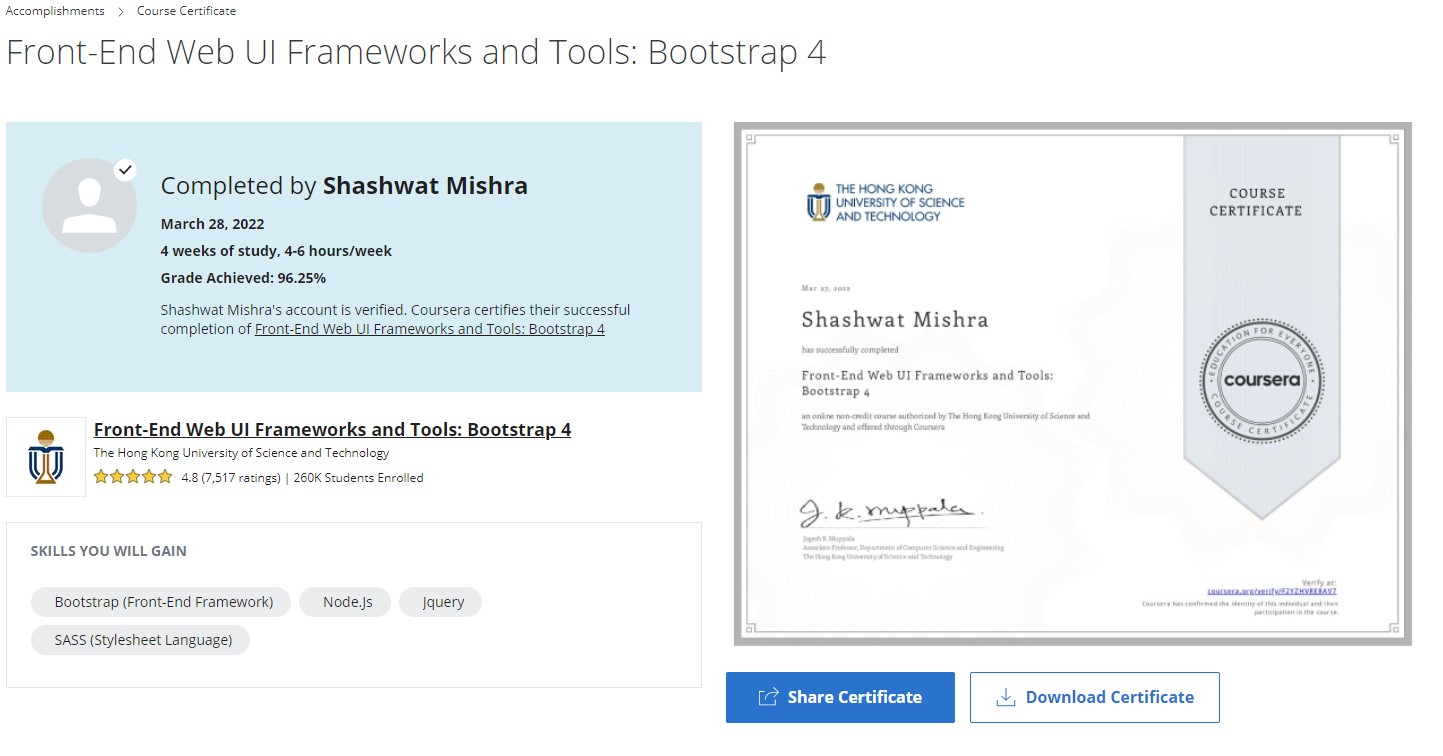 Accomplishments > Course Certificate
Front-End Web UI Frameworks and Tools: Bootstrap 4
Completed by Shashwat Mishra
March 28, 2022
4 weeks of study, 4-6 hours/week
Grade Achieved: 96.25%
Shashwat Mishra's account is verified. Coursera certifies their successful
completion of Front-End Web UI Frameworks and Tools: Bootstrap 4
Front-End Web UI Frameworks and Tools: Bootstrap 4
The Hong Kong University of Science and Technology
4.8 (7,517 ratings) | 260K Students Enrolled
SKILLS YOU WILL GAIN
Bootstrap (Front-End Framework)
Node.Js
Jquery
SASS (Stylesheet Language)
THE HONG KONG
UNIVERSITY OF SCIENCE
AND TECHNOLOGY
COURSE
CERTIFICATE
Mar 27, 2022
Shashwat Mishra
has successfully completed
Front-End Web UI Frameworks and Tools:
Bootstrap 4
an online non-credit course authorized by The Hong Kong University of Science and
Technology and offered through Coursera
EDUCATION FOR EVERYONE
coursera
COURSE CERTIFICATE
J. K. Muppala
Jogesh K. Muppala
Associate Professor, Department of Computer Science and Engineering
The Hong Kong University of Science and Technology
Verify at:
coursera.org/verify/FZYZHVBEBAV7
Coursera has confirmed the identity of this individual and their
participation in the course.
Share Certificate
Download Certificate